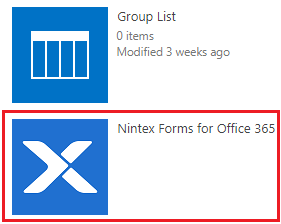 Group List
0 items
Modified 3 weeks ago
Nintex Forms for Office 365